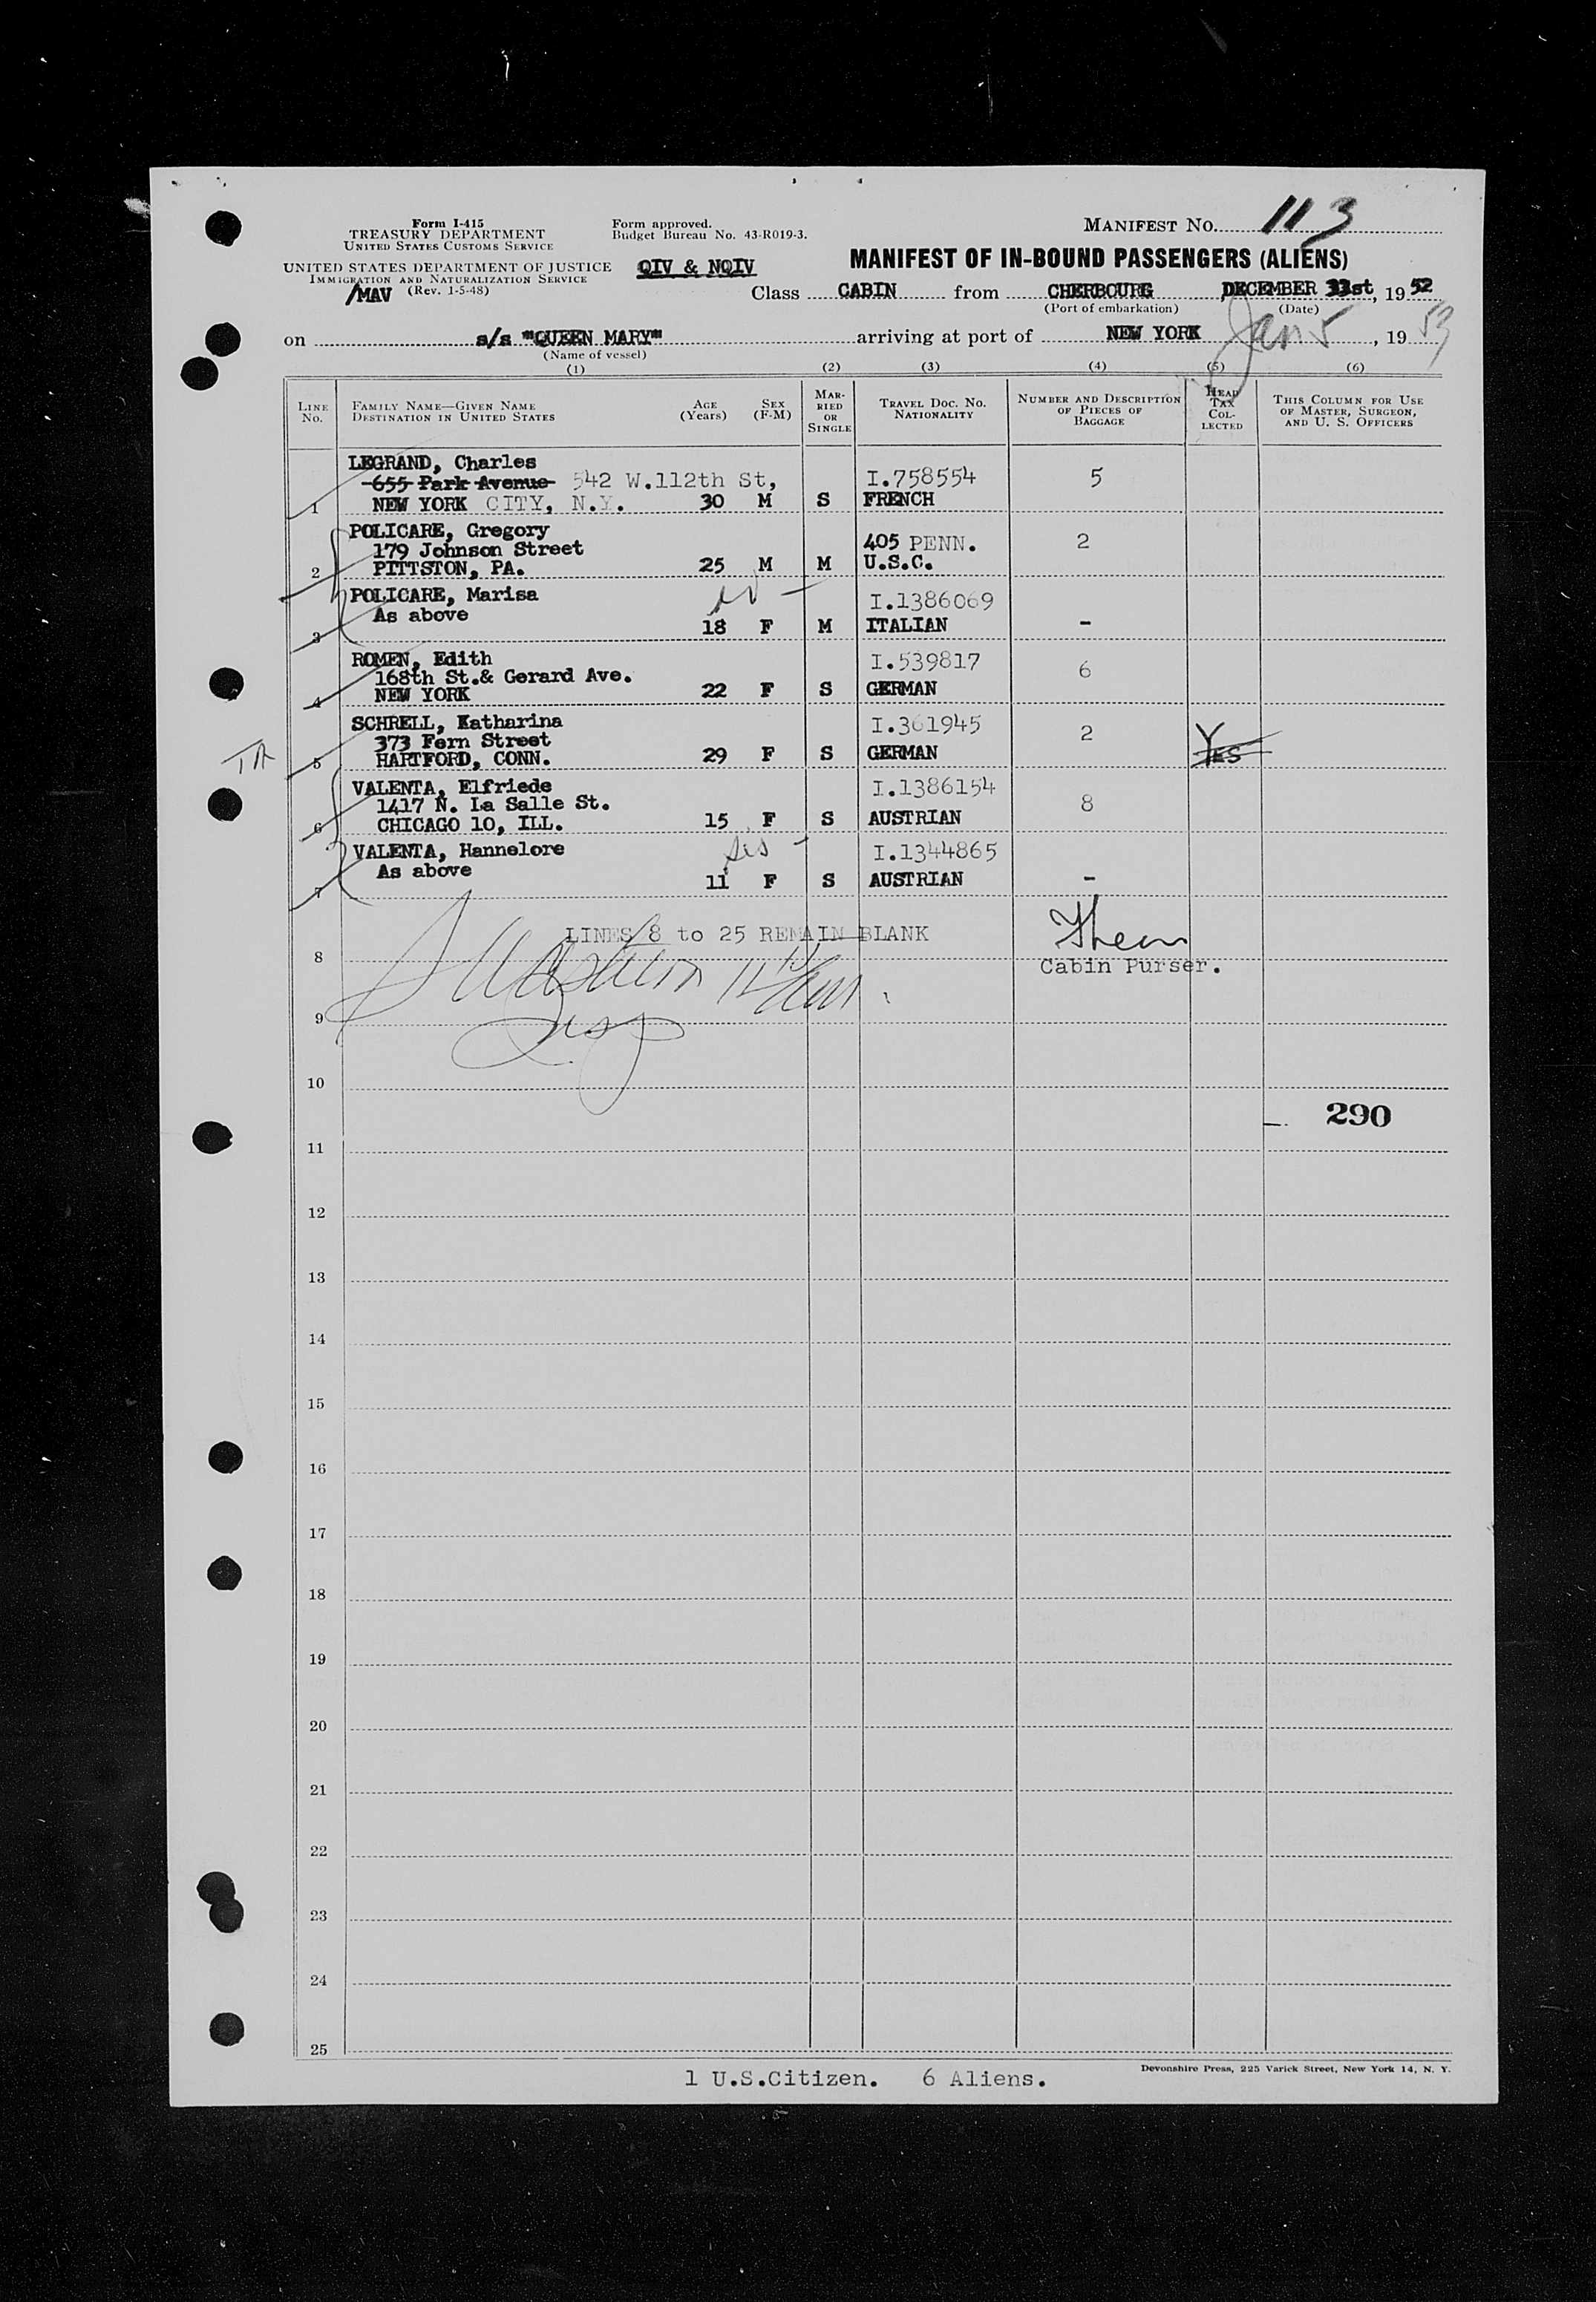 Form I-415
TREASURY DEPARTMENT
UNITED STATES CUSTOMS SERVICE
UNITED STATES DEPARTMENT OF JUSTICE
IMMIGRATION AND NATURALIZATION SERVICE
/MAV (Rev. 1-5-48)
Form approved.
Budget Bureau No. 43-R019-3.
QIV & NQIV
MANIFEST NO. 113
MANIFEST OF IN-BOUND PASSENGERS (ALIENS)
Class CABIN from CHERBOURG, DECEMBER 31st, 1952
(Port of embarkation) (Date)
on s/s "QUEEN MARY" arriving at port of NEW YORK Jan 5, 1953
(Name of vessel)
(1) (2) (3) (4) (5) (6)
LINE NO. FAMILY NAME—GIVEN NAME DESTINATION IN UNITED STATES AGE (Years) SEX (F-M) MARRIED OR SINGLE TRAVEL DOC. NO. NATIONALITY NUMBER AND DESCRIPTION OF PIECES OF BAGGAGE HEAD TAX COLLECTED THIS COLUMN FOR USE OF MASTER, SURGEON, AND U. S. OFFICERS
LEGRAND, Charles
655 Park Avenue 542 W.112th St, I.758554 5
1 NEW YORK CITY, N.Y. 30 M S FRENCH
POLICARE, Gregory
179 Johnson Street 405 PENN. 2
2 PITTSTON, PA. 25 M M U.S.C.
POLICARE, Marisa I.1386069
As above
3 18 F M ITALIAN -
ROMEN, Edith I.539817
168th St.& Gerard Ave. 6
4 NEW YORK 22 F S GERMAN
SCHRELL, Katharina I.361945
373 Fern Street 2 YES
5 HARTFORD, CONN. 29 F S GERMAN
VALENTA, Elfriede I.1386154
1417 N. La Salle St. 8
6 CHICAGO 10, ILL. 15 F S AUSTRIAN
VALENTA, Hannelore sis - I.1344865
As above
7 11 F S AUSTRIAN -
LINES 8 to 25 REMAIN BLANK
8 Cabin Purser.
9
Insp
10
290
11
12
13
14
15
16
17
18
19
20
21
22
23
24
25
Devonshire Press, 225 Varick Street, New York 14, N. Y.
1 U.S.Citizen. 6 Aliens.